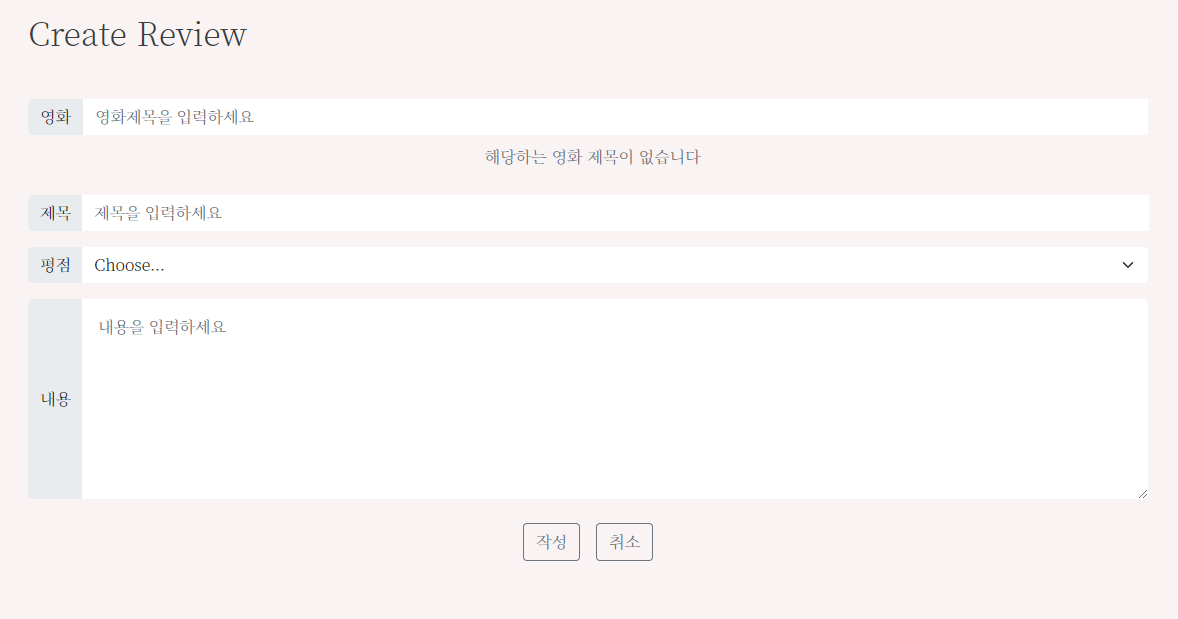 Create Review
영화 영화제목을 입력하세요
해당하는 영화 제목이 없습니다
제목 제목을 입력하세요
평점 Choose...
내용을 입력하세요
내용
작성 취소